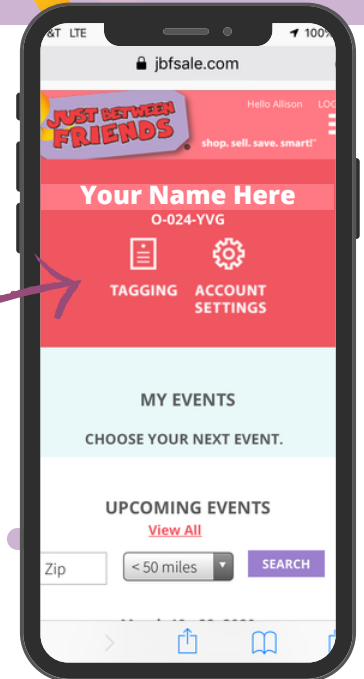 &T LTE
100%
jbfsale.com
JUST BETWEEN
FRIENDS
Hello Allison LOG
shop. sell. save. smart!
Your Name Here
O-024-YVG
TAGGING
ACCOUNT
SETTINGS
MY EVENTS
CHOOSE YOUR NEXT EVENT.
UPCOMING EVENTS
View All
Zip
< 50 miles
SEARCH